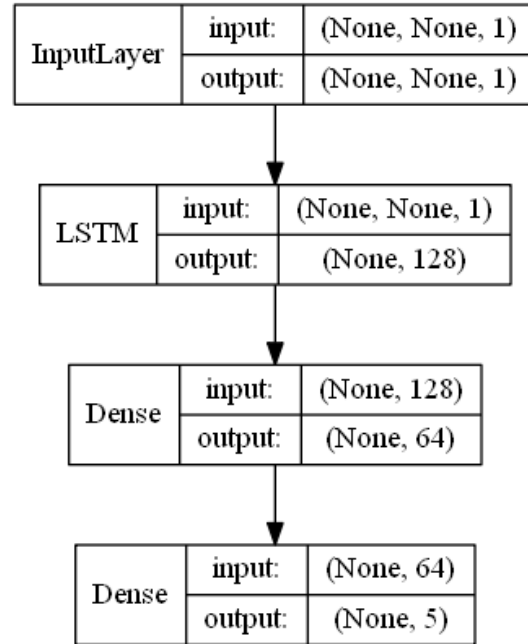 InputLayer
input: (None, None, 1)
output: (None, None, 1)
LSTM
input: (None, None, 1)
output: (None, 128)
Dense
input: (None, 128)
output: (None, 64)
Dense
input: (None, 64)
output: (None, 5)